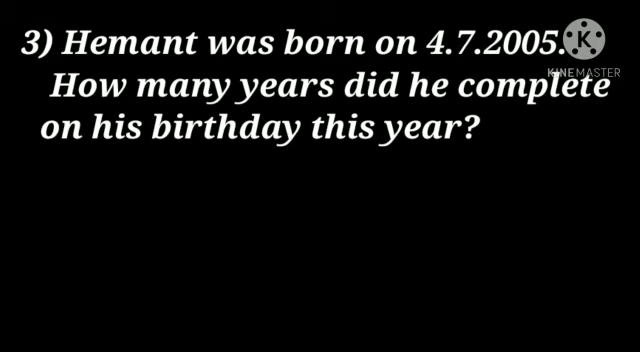 3) Hemant was born on 4.7.2005.
KINEMASTER
How many years did he complete
on his birthday this year?